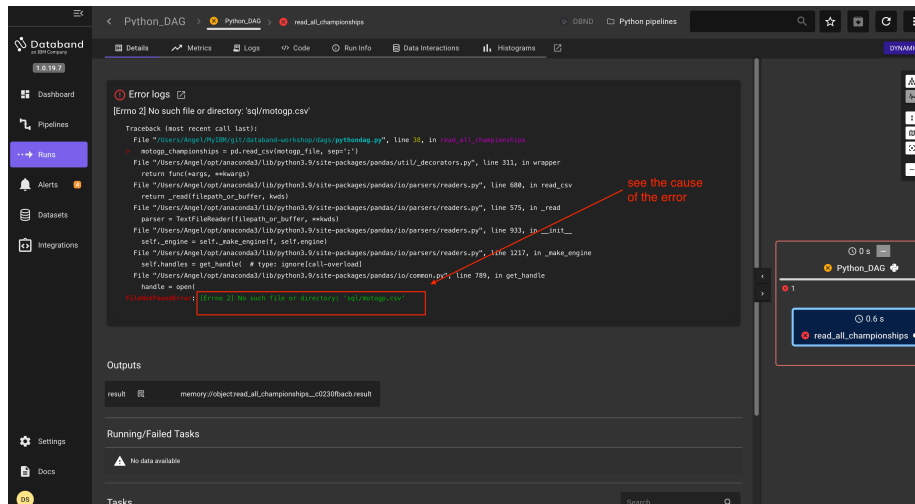 Python_DAG > Python_DAG > read_all_championships
DBND
Python pipelines
Databand
an IBM Company
1.0.19.7
Dashboard
Pipelines
Runs
Alerts
Datasets
Integrations
Settings
Docs
DS
Details
Metrics
Logs
Code
Run Info
Data Interactions
Histograms
DYNAMI
Error logs
[Errno 2] No such file or directory: 'sql/motogp.csv'
Traceback (most recent call last):
File "/Users/Angel/MyIBM/git/databand-workshop/dags/pythondag.py", line 38, in read_all_championships
motogp_championships = pd.read_csv(motogp_file, sep=';')
File "/Users/Angel/opt/anaconda3/lib/python3.9/site-packages/pandas/util/_decorators.py", line 311, in wrapper
return func(*args, **kwargs)
File "/Users/Angel/opt/anaconda3/lib/python3.9/site-packages/pandas/io/parsers/readers.py", line 680, in read_csv
return _read(filepath_or_buffer, kwds)
File "/Users/Angel/opt/anaconda3/lib/python3.9/site-packages/pandas/io/parsers/readers.py", line 575, in _read
parser = TextFileReader(filepath_or_buffer, **kwds)
File "/Users/Angel/opt/anaconda3/lib/python3.9/site-packages/pandas/io/parsers/readers.py", line 933, in __init__
self._engine = self._make_engine(f, self.engine)
File "/Users/Angel/opt/anaconda3/lib/python3.9/site-packages/pandas/io/parsers/readers.py", line 1217, in _make_engine
self.handles = get_handle(  # type: ignore[call-overload]
File "/Users/Angel/opt/anaconda3/lib/python3.9/site-packages/pandas/io/common.py", line 789, in get_handle
handle = open(
FileNotFoundError: [Errno 2] No such file or directory: 'sql/motogp.csv'
see the cause
of the error
Outputs
result
memory://object:read_all_championships__c0230fbacb.result
Running/Failed Tasks
No data available
Tasks
Search
0 s
Python_DAG
1
0.6 s
read_all_championships